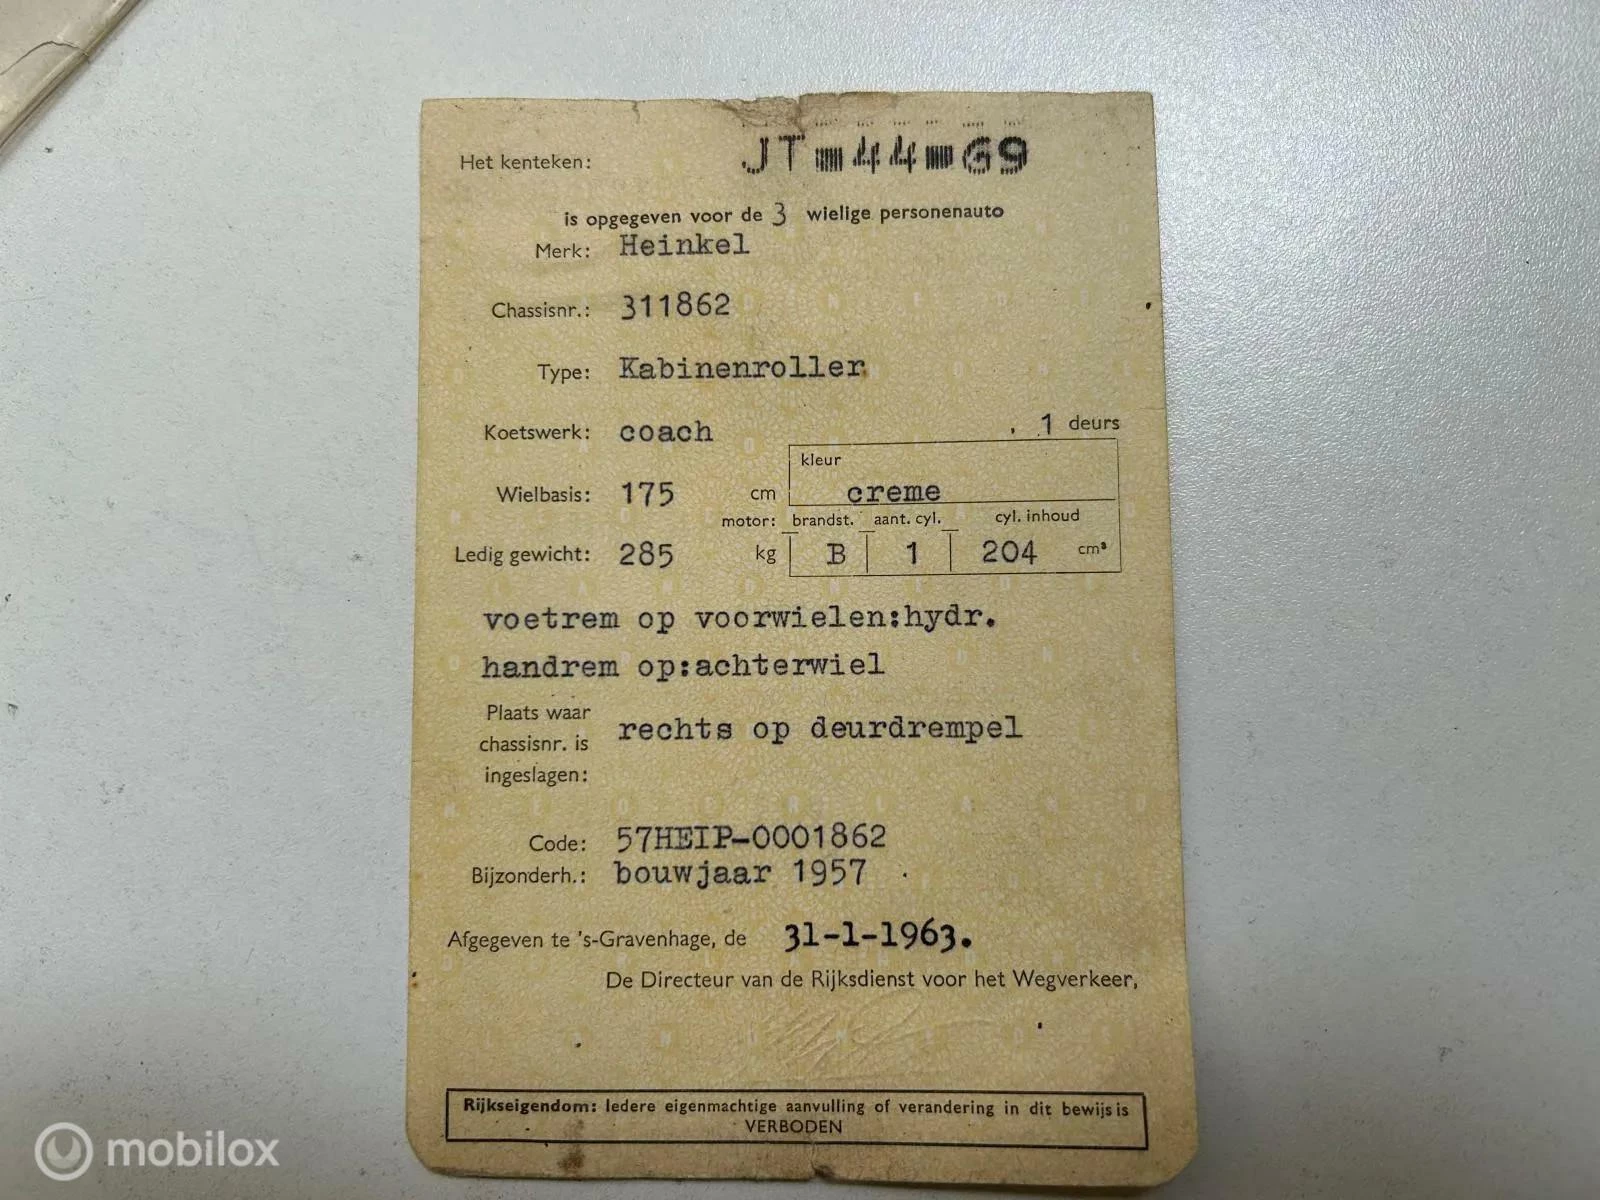 Het kenteken: JT-44-69
is opgegeven voor de 3 wielige personenauto
Merk: Heinkel
Chassisnr.: 311862
Type: Kabinenroller
Koetswerk: coach , 1 deurs
kleur
Wielbasis: 175 cm creme
motor: brandst. aant. cyl. cyl. inhoud
Ledig gewicht: 285 kg B 1 204 cm³
voetrem op voorwielen:hydr.
handrem op:achterwiel
Plaats waar
chassisnr. is rechts op deurdrempel
ingeslagen:
Code: 57HEIP-0001862
Bijzonderh.: bouwjaar 1957 .
Afgegeven te 's-Gravenhage, de 31-1-1963.
De Directeur van de Rijksdienst voor het Wegverkeer,
Rijkseigendom: Iedere eigenmachtige aanvulling of verandering in dit bewijs is
VERBODEN
mobilox